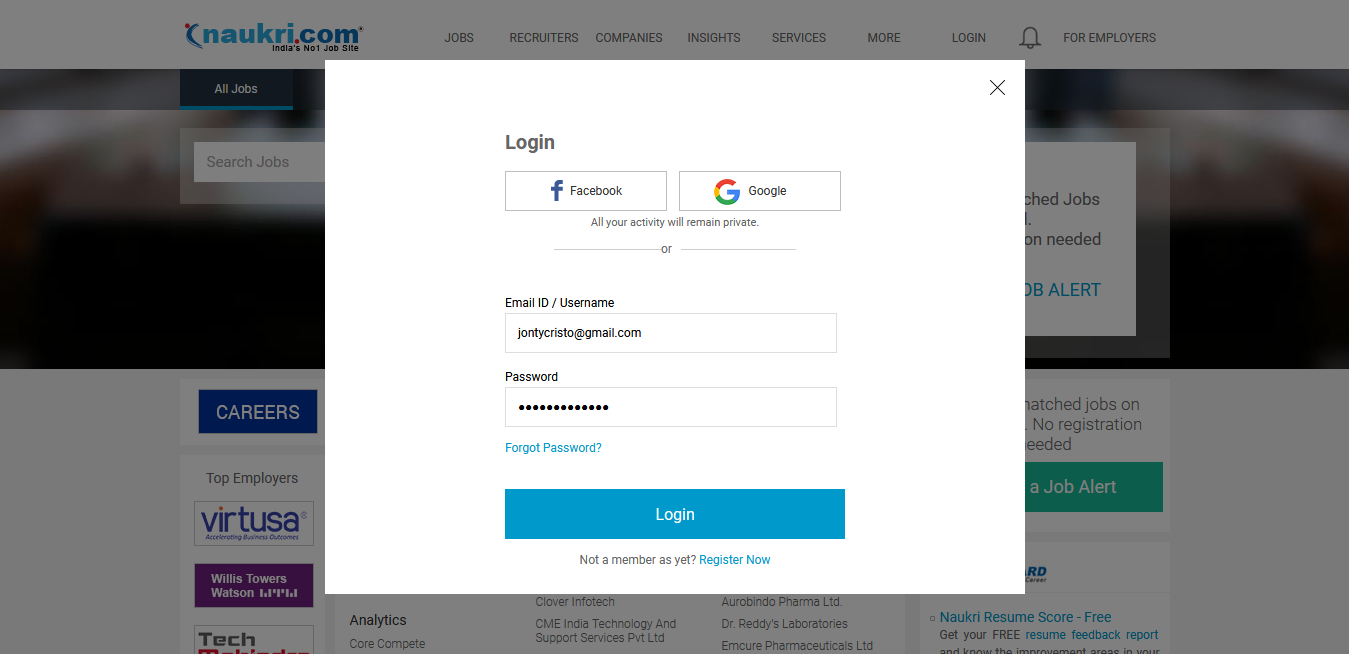 naukri.com
India's No1 Job Site
JOBS RECRUITERS COMPANIES INSIGHTS SERVICES MORE LOGIN FOR EMPLOYERS
All Jobs
Search Jobs
Login
Facebook Google
All your activity will remain private.
or
Email ID / Username
jontycristo@gmail.com
Password
•••••••••••••
Forgot Password?
Login
Not a member as yet? Register Now
Jobs
on needed
ALERT
CAREERS
jobs on
No registration
a Job Alert
Top Employers
virtusa
Accelerating Business Outcomes
Willis Towers
Watson
Tech
Analytics
Core Compete
Clover Infotech
CME India Technology And
Support Services Pvt Ltd
Aurobindo Pharma Ltd.
Dr. Reddy's Laboratories
Emcure Pharmaceuticals Ltd
Career
Naukri Resume Score - Free
Get your FREE resume feedback report
and know the improvement areas in your